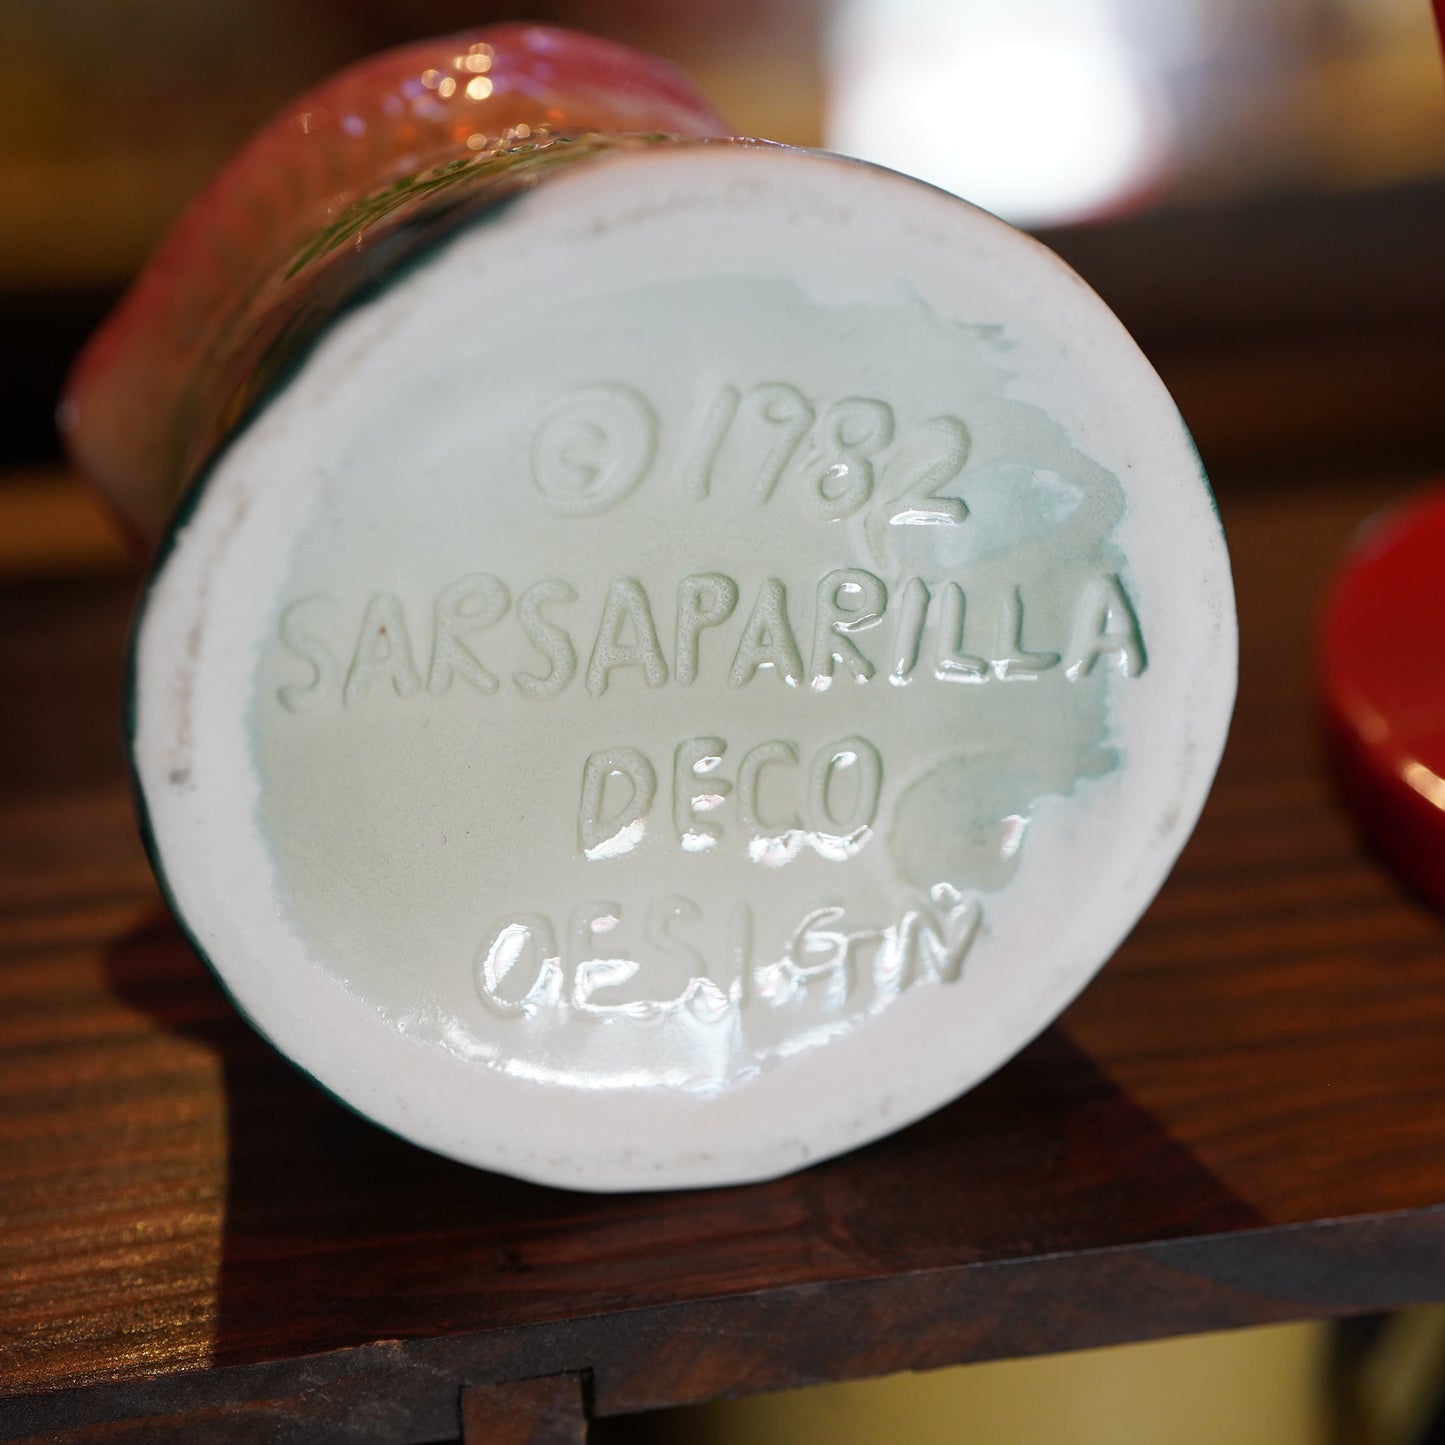 © 1982
SARSAPARILLA
DECO
DESIGN